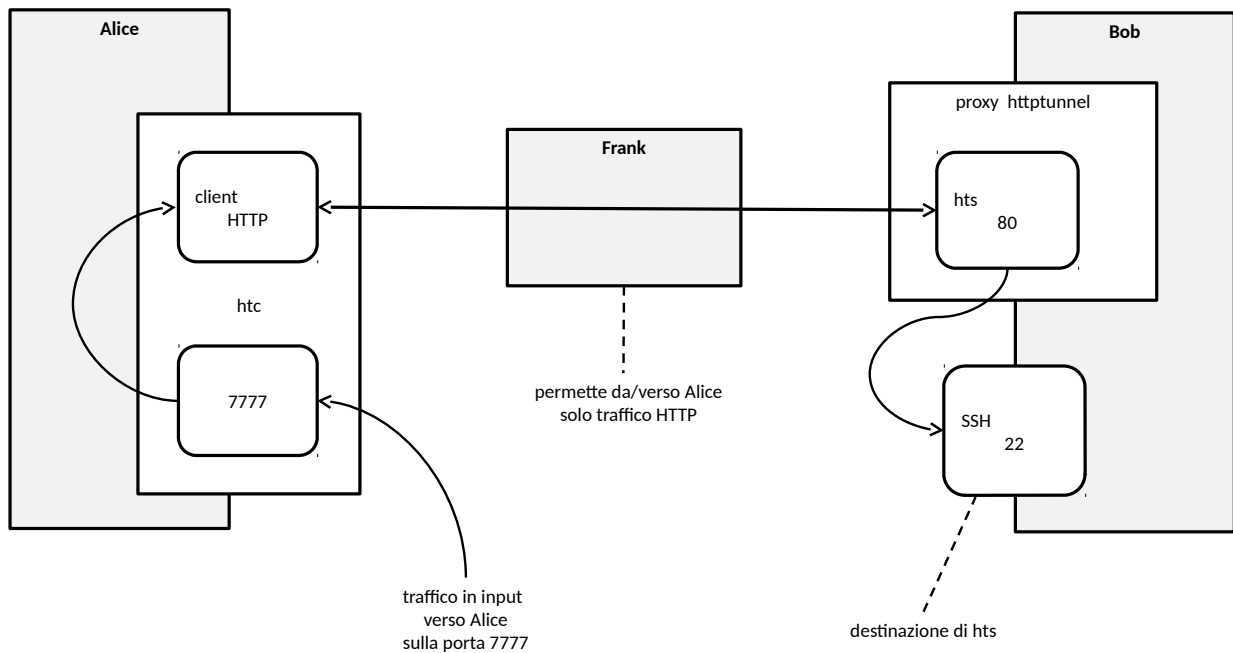 Alice
client
HTTP
htc
7777
traffico in input
verso Alice
sulla porta 7777
Frank
permette da/verso Alice
solo traffico HTTP
Bob
proxy httptunnel
hts
80
SSH
22
destinazione di hts